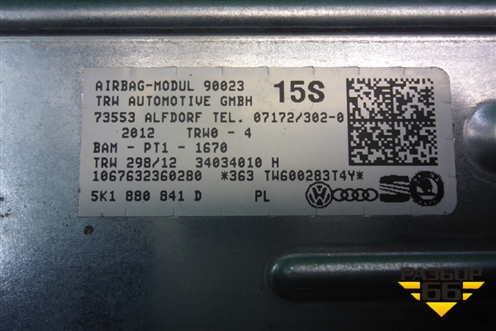 AIRBAG-MODUL 90023
15S
TRW AUTOMOTIVE GMBH
73553 ALFDORF TEL. 07172/302-0
2012 TRW0 - 4
BAM - PT1 - 1670
TRW 298/12 34034010 H
1067632360280 *363 TW600283T4Y*
5K1 880 841 D PL
РАЗБОР
66